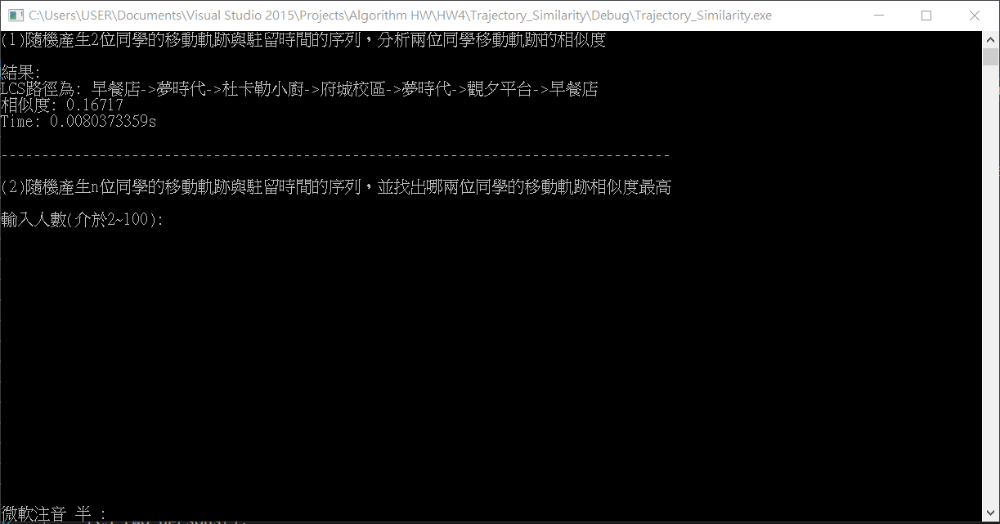 C:\Users\USER\Documents\Visual Studio 2015\Projects\Algorithm HW\HW4\Trajectory_Similarity\Debug\Trajectory_Similarity.exe
(1)隨機產生2位同學的移動軌跡與駐留時間的序列，分析兩位同學移動軌跡的相似度
結果:
LCS路徑為: 早餐店->夢時代->杜卡勒小廚->府城校區->夢時代->觀夕平台->早餐店
相似度: 0.16717
Time: 0.0080373359s
----------------------------------------------------------------------------------
(2)隨機產生n位同學的移動軌跡與駐留時間的序列，並找出哪兩位同學的移動軌跡相似度最高
輸入人數(介於2~100):
微軟注音 半 :